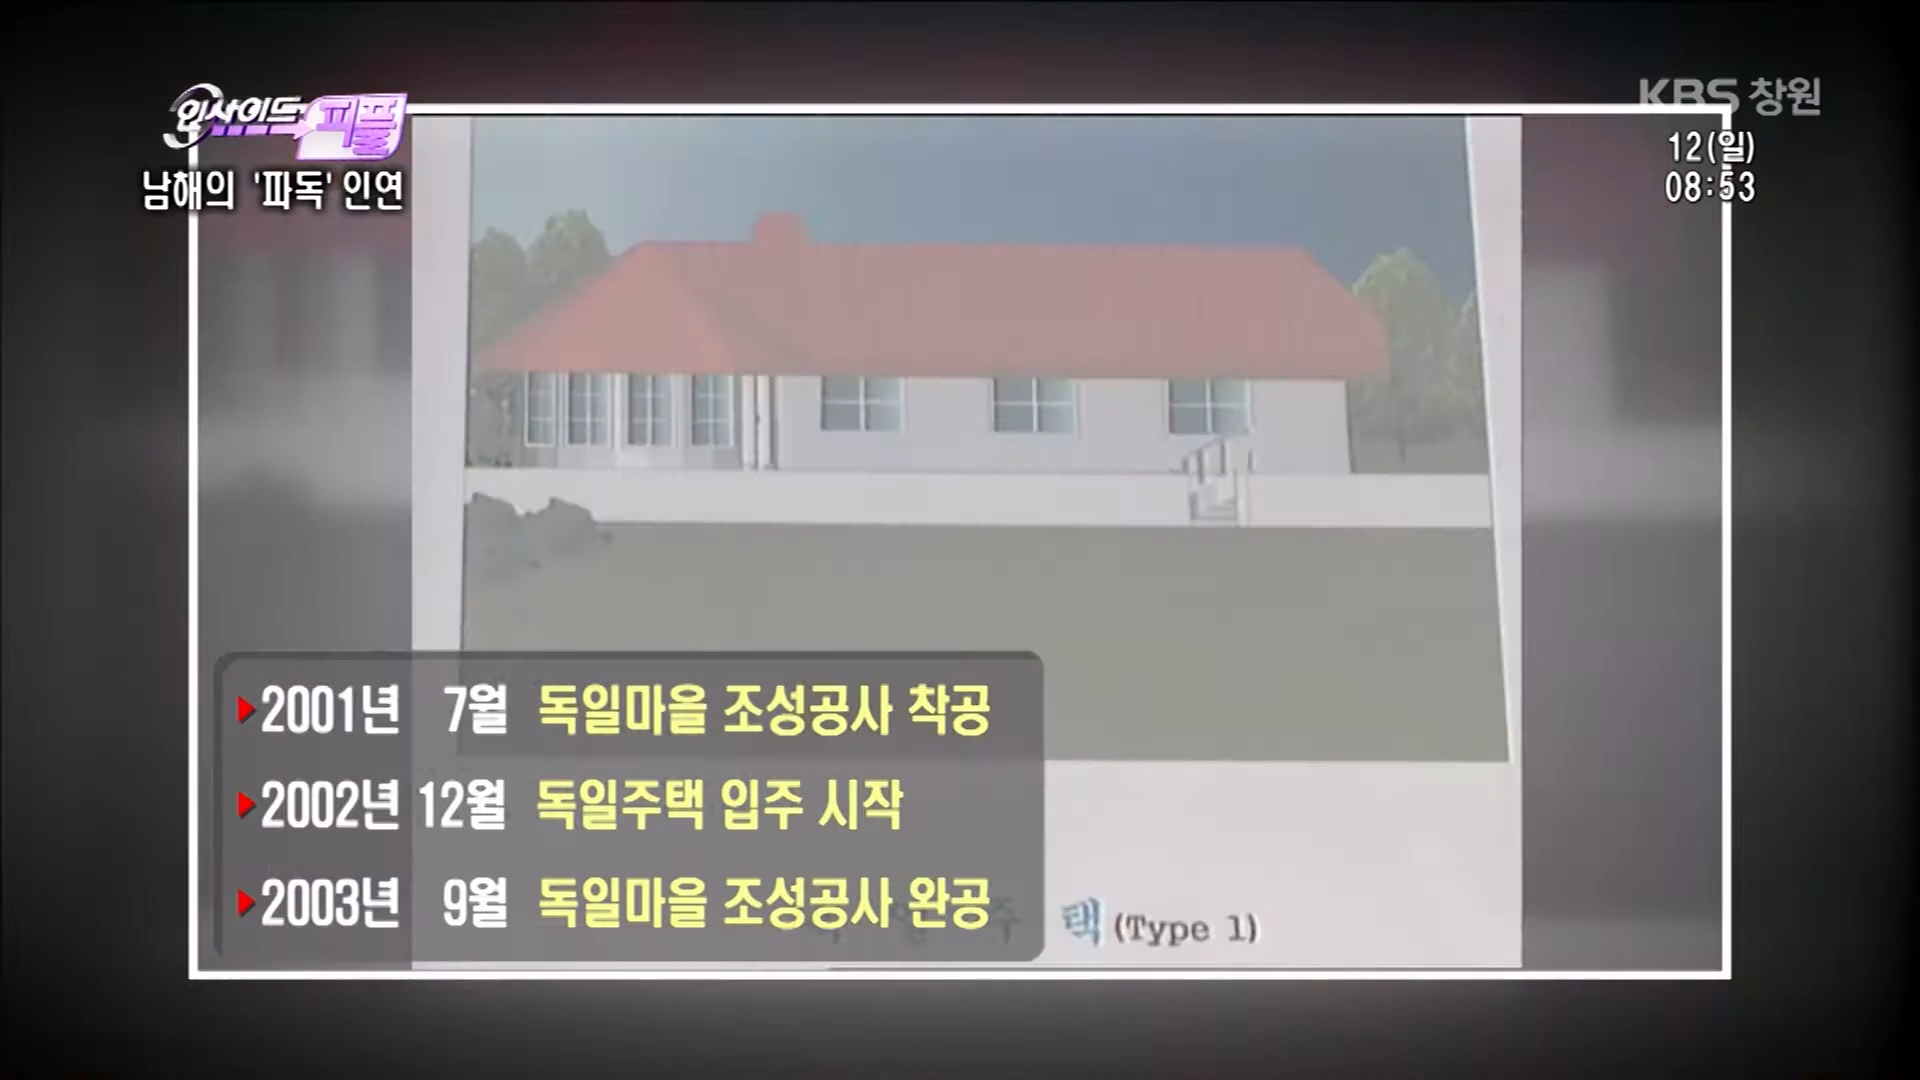 인사이드 피플
남해의 '파독' 인연
KBS 창원
12(일)
08:53
▶2001년 7월 독일마을 조성공사 착공
▶2002년 12월 독일주택 입주 시작
▶2003년 9월 독일마을 조성공사 완공
택 (Type 1)